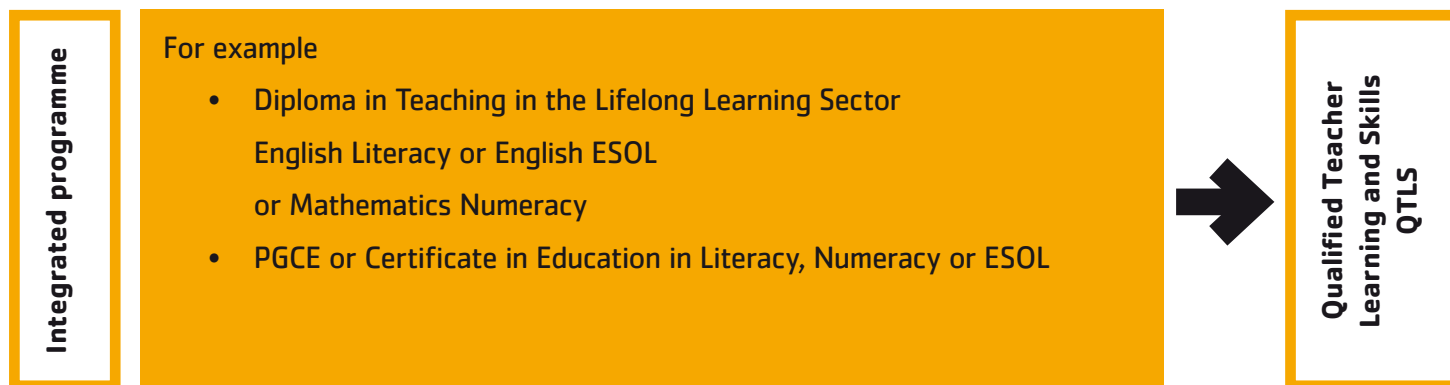 Integrated programme
For example
• Diploma in Teaching in the Lifelong Learning Sector
English Literacy or English ESOL
or Mathematics Numeracy
• PGCE or Certificate in Education in Literacy, Numeracy or ESOL
Qualified Teacher
Learning and Skills
QTLS